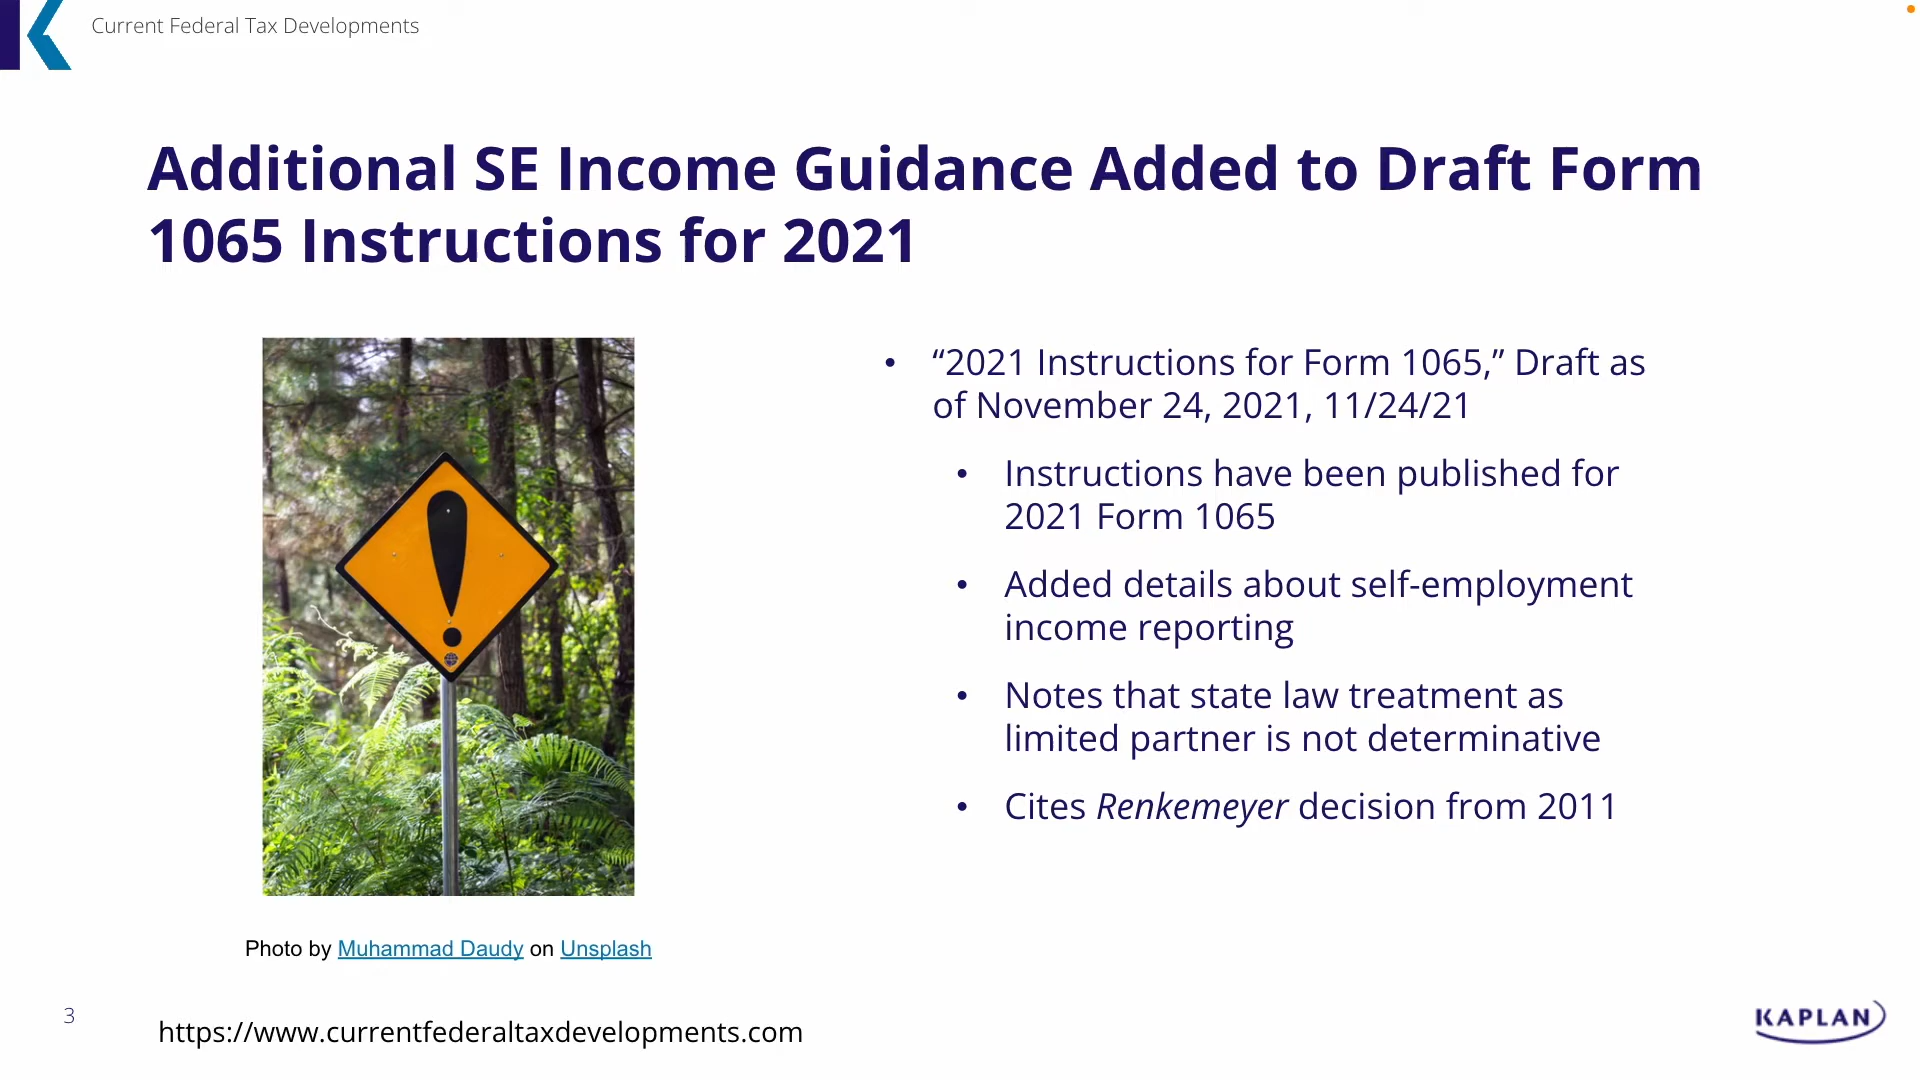 Current Federal Tax Developments
Additional SE Income Guidance Added to Draft Form
1065 Instructions for 2021
• “2021 Instructions for Form 1065,” Draft as
of November 24, 2021, 11/24/21
• Instructions have been published for
2021 Form 1065
• Added details about self-employment
income reporting
• Notes that state law treatment as
limited partner is not determinative
• Cites Renkemeyer decision from 2011
Photo by Muhammad Daudy on Unsplash
3
https://www.currentfederaltaxdevelopments.com
KAPLAN